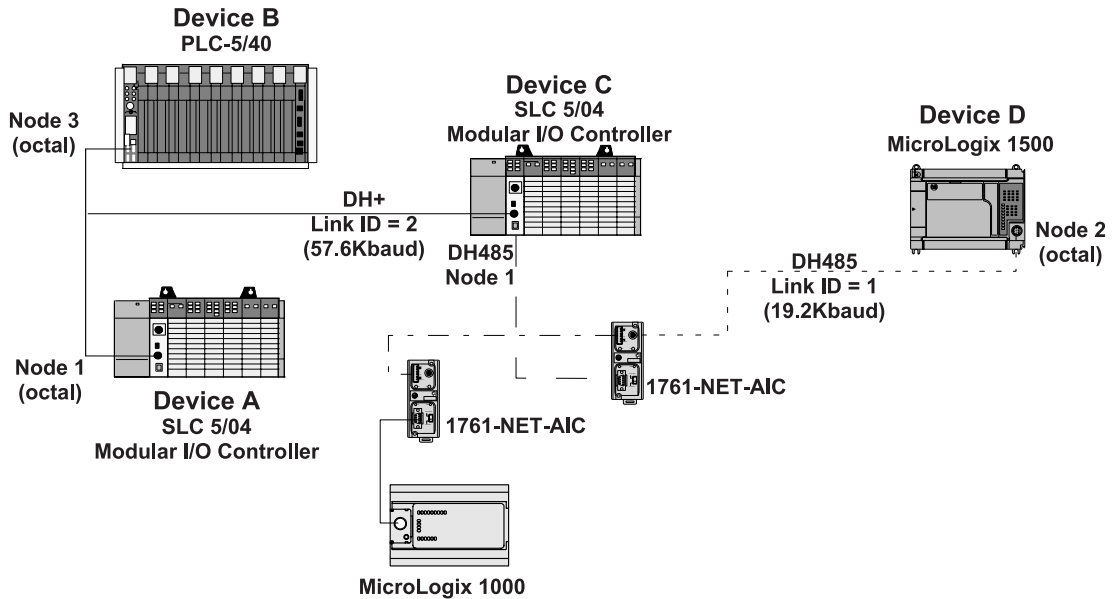 Device B
PLC-5/40
Node 3
(octal)
Device C
SLC 5/04
Modular I/O Controller
Device D
MicroLogix 1500
DH+
Link ID = 2
(57.6Kbaud)
DH485
Node 1
Node 2
(octal)
DH485
Link ID = 1
(19.2Kbaud)
Node 1
(octal)
Device A
SLC 5/04
Modular I/O Controller
1761-NET-AIC
1761-NET-AIC
MicroLogix 1000